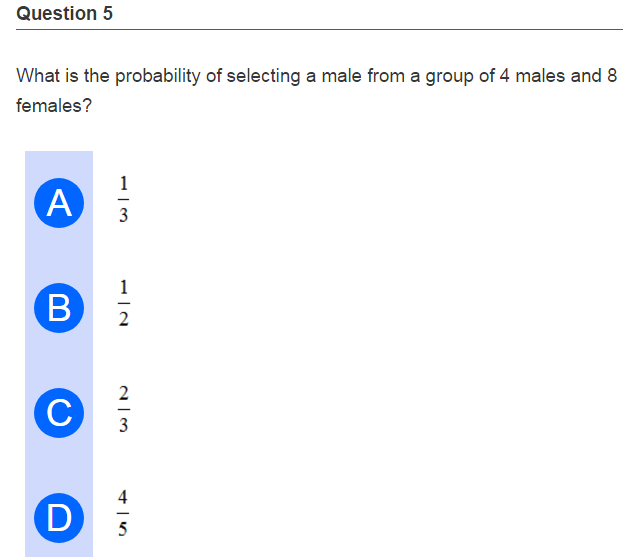 Question 5
What is the probability of selecting a male from a group of 4 males and 8
females?
A 1/3
B 1/2
C 2/3
D 4/5